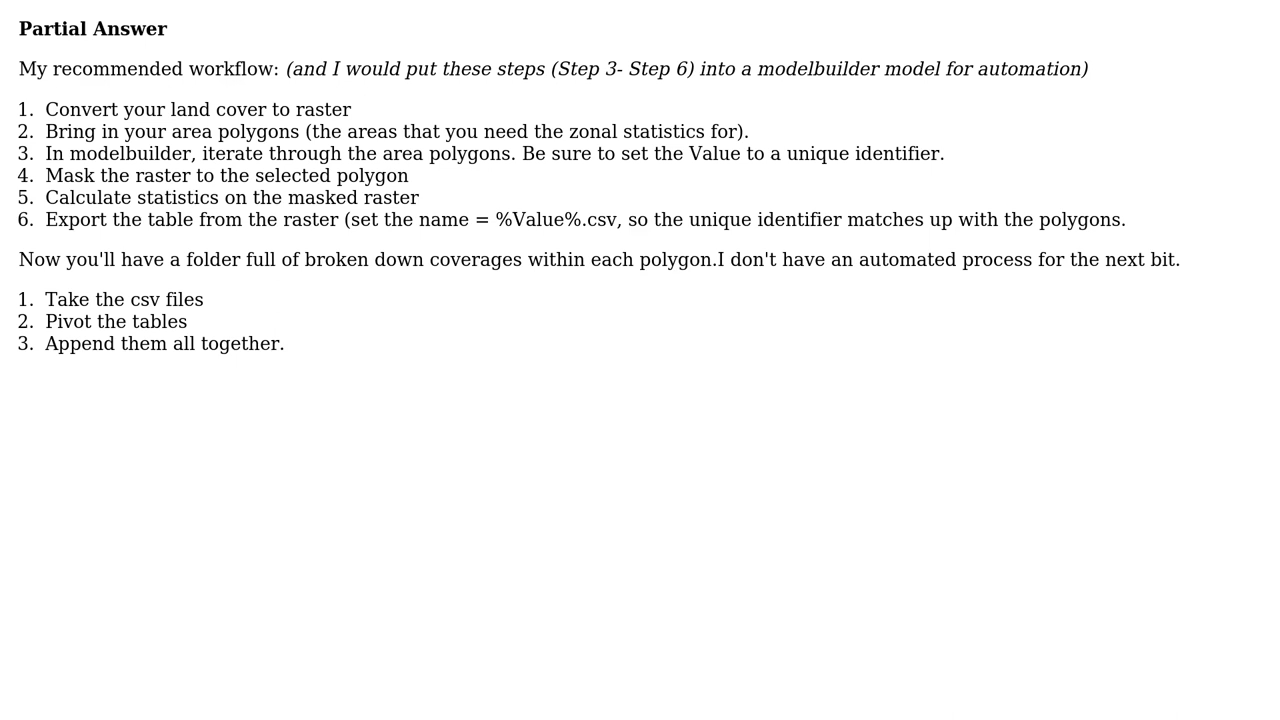 Partial Answer
My recommended workflow: (and I would put these steps (Step 3- Step 6) into a modelbuilder model for automation)
1. Convert your land cover to raster
2. Bring in your area polygons (the areas that you need the zonal statistics for).
3. In modelbuilder, iterate through the area polygons. Be sure to set the Value to a unique identifier.
4. Mask the raster to the selected polygon
5. Calculate statistics on the masked raster
6. Export the table from the raster (set the name = %Value%.csv, so the unique identifier matches up with the polygons.
Now you'll have a folder full of broken down coverages within each polygon.I don't have an automated process for the next bit.
1. Take the csv files
2. Pivot the tables
3. Append them all together.